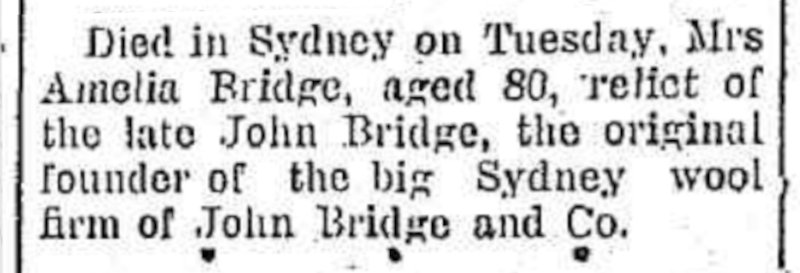 Died in Sydney on Tuesday, Mrs
Amelia Bridge, aged 80, relict of
the late John Bridge, the original
founder of the big Sydney wool
firm of John Bridge and Co.